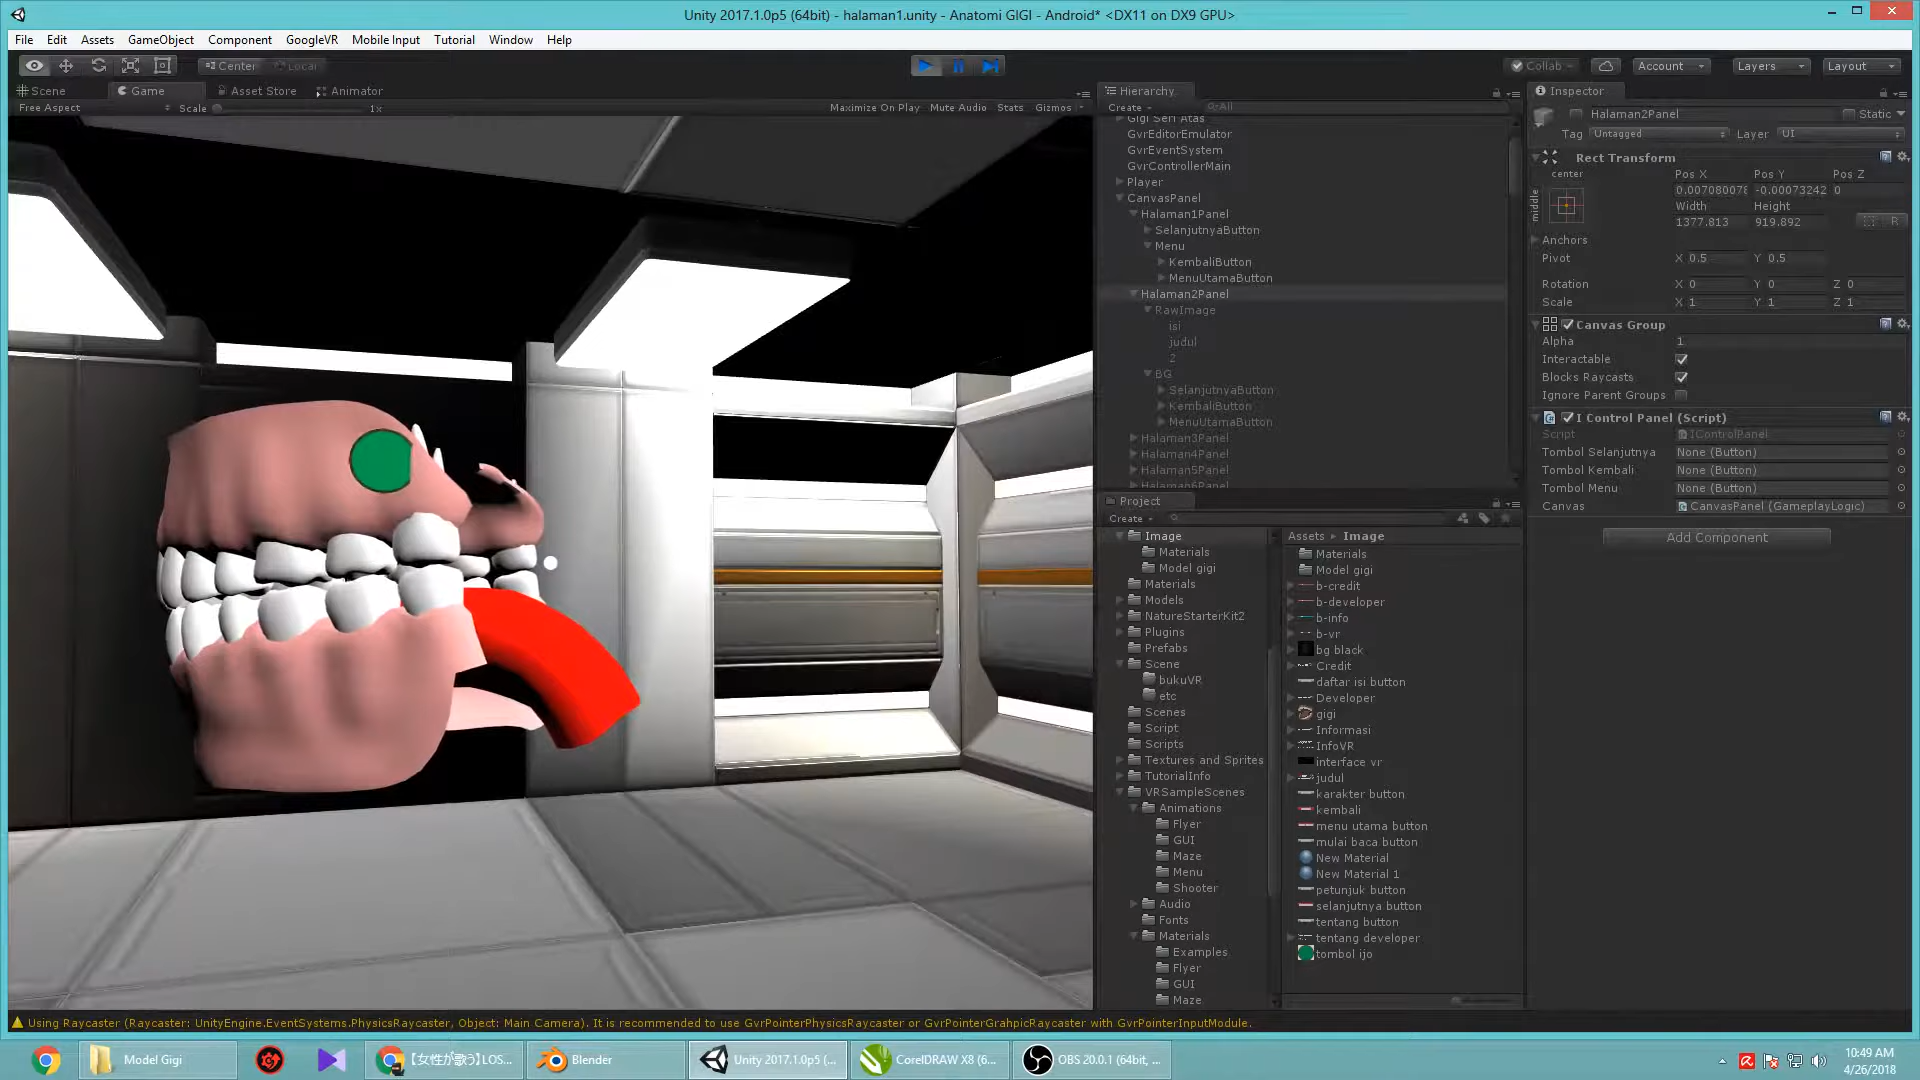 Unity 2017.1.0p5 (64bit) - halaman1.unity - Anatomi GIGI - Android* <DX11 on DX9 GPU>
File Edit Assets GameObject Component GoogleVR Mobile Input Tutorial Window Help
Center Local
Collab Account Layers Layout
Scene Game Asset Store Animator
Free Aspect Scale 1x Maximize On Play Mute Audio Stats Gizmos
Hierarchy
Create All
Gigi Seri Atas
GvrEditorEmulator
GvrEventSystem
GvrControllerMain
Player
CanvasPanel
Halaman1Panel
SelanjutnyaButton
Menu
KembaliButton
MenuUtamaButton
Halaman2Panel
RawImage
isi
judul
2
BG
SelanjutnyaButton
KembaliButton
MenuUtamaButton
Halaman3Panel
Halaman4Panel
Halaman5Panel
Halaman6Panel
Project
Create
Image
Materials
Model gigi
Materials
Models
NatureStarterKit2
Plugins
Prefabs
Scene
bukuVR
etc
Scenes
Script
Scripts
Textures and Sprites
TutorialInfo
VRSampleScenes
Animations
Flyer
GUI
Maze
Menu
Shooter
Audio
Fonts
Materials
Examples
Flyer
GUI
Maze
Assets Image
Materials
Model gigi
b-credit
b-developer
b-info
b-vr
bg black
Credit
daftar isi button
Developer
gigi
Informasi
InfoVR
interface vr
judul
karakter button
kembali
menu utama button
mulai baca button
New Material
New Material 1
petunjuk button
selanjutnya button
tentang button
tentang developer
tombol ijo
Inspector
Halaman2Panel Static
Tag Untagged Layer UI
Rect Transform
center
middle
Pos X Pos Y Pos Z
0.007080078 -0.00073242 0
Width Height
1377.813 919.892
R
Anchors
Pivot X 0.5 Y 0.5
Rotation X 0 Y 0 Z 0
Scale X 1 Y 1 Z 1
Canvas Group
Alpha 1
Interactable
Blocks Raycasts
Ignore Parent Groups
I Control Panel (Script)
Script IControlPanel
Tombol Selanjutnya None (Button)
Tombol Kembali None (Button)
Tombol Menu None (Button)
Canvas CanvasPanel (GameplayLogic)
Add Component
Using Raycaster (Raycaster: UnityEngine.EventSystems.PhysicsRaycaster, Object: Main Camera). It is recommended to use GvrPointerPhysicsRaycaster or GvrPointerGrahpicRaycaster with GvrPointerInputModule.
Model Gigi
【女性が歌う】LOS...
Blender
Unity 2017.1.0p5 (...
CorelDRAW X8 (6...
OBS 20.0.1 (64bit, ...
10:49 AM
4/26/2018